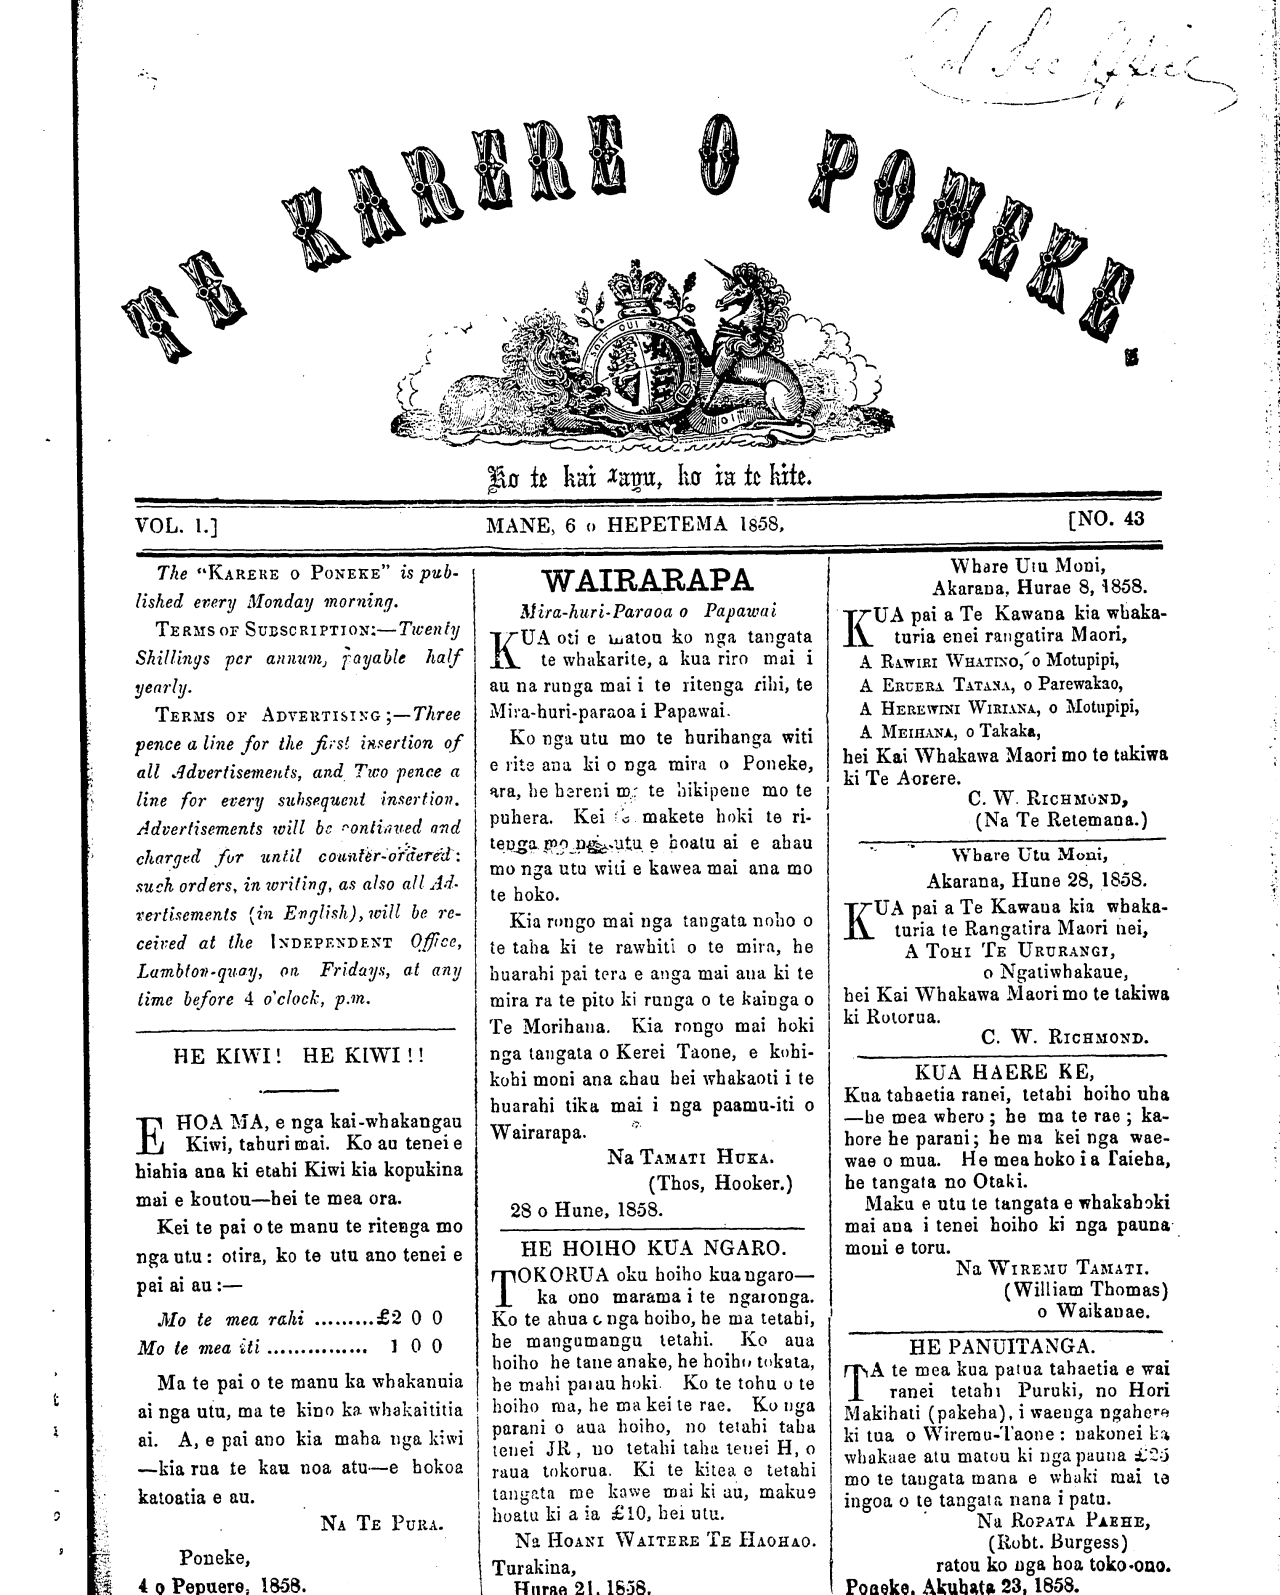 Col Sec Office
TE KARERE O PONEKE.
SOIT QUI MAL
Ko te kai rangu, ko ia te kite.
VOL. 1.]
MANE, 6 o HEPETEMA 1858,
[NO. 43
The "KARERE O PONEKE" is pub-
lished every Monday morning.
TERMS OF SUBSCRIPTION:—Twenty
Shillings per annum, payable half
yearly.
TERMS OF ADVERTISING;—Three
pence a line for the first insertion of
all Advertisements, and Two pence a
line for every subsequent insertion.
Advertisements will be continued and
charged for until counter-ordered:
such orders, in writing, as also all Ad-
vertisements (in English), will be re-
ceived at the INDEPENDENT Office,
Lambton-quay, on Fridays, at any
time before 4 o'clock, p.m.
HE KIWI! HE KIWI!!
E HOA MA, e nga kai-whakangau
Kiwi, tahuri mai. Ko au tenei e
hiahia ana ki etahi Kiwi kia kopukina
mai e koutou—hei te mea ora.
Kei te pai o te manu te ritenga mo
nga utu: otira, ko te utu ano tenei e
pai ai au:—
Mo te mea rahi .........£2 0 0
Mo te mea iti ............... 1 0 0
Ma te pai o te manu ka whakanuia
ai nga utu, ma te kino ka whakaititia
ai. A, e pai ano kia maha nga kiwi
—kia rua te kau noa atu—e hokoa
katoatia e au.
NA TE PURA.
Poneke,
4 o Pepuere, 1858.
WAIRARAPA
Mira-huri-Paraoa o Papawai
KUA oti e matou ko nga tangata
te whakarite, a kua riro mai i
au na runga mai i te ritenga rihi, te
Mira-huri-paraoa i Papawai.
Ko nga utu mo te hurihanga witi
e rite ana ki o nga mira o Poneke,
ara, he hereni me te hikipene mo te
puhera. Kei makete hoki te ri-
tenga mo nga utu e hoatu ai e ahau
mo nga utu witi e kawea mai ana mo
te hoko.
Kia rongo mai nga tangata noho o
te taha ki te rawhiti o te mira, he
huarahi pai tera e anga mai ana ki te
mira ra te pito ki runga o te kainga o
Te Morihana. Kia rongo mai hoki
nga tangata o Kerei Taone, e kohi-
kohi moni ana ahau hei whakaoti i te
huarahi tika mai i nga paamu-iti o
Wairarapa.
Na TAMATI HUKA.
(Thos, Hooker.)
28 o Hune, 1858.
HE HOIHO KUA NGARO.
TOKORUA oku hoiho kua ngaro—
ka ono marama i te ngaronga.
Ko te ahua o nga hoiho, he ma tetahi,
he mangumangu tetahi. Ko aua
hoiho he tane anake, he hoiho tokata,
he mahi parau hoki. Ko te tohu o te
hoiho ma, he ma kei te rae. Ko nga
parani o aua hoiho, no tetahi taha
tenei JR, no tetahi taha tenei H, o
raua tokorua. Ki te kitea e tetahi
tangata me kawe mai ki au, makue
hoatu ki a ia £10, hei utu.
Na HOANI WAITERE TE HAOHAO.
Turakina,
Hurae 21, 1858.
Whare Utu Moni,
Akarana, Hurae 8, 1858.
KUA pai a Te Kawana kia whaka-
turia enei rangatira Maori,
A RAWIRI WHATINO, o Motupipi,
A ERUERA TATANA, o Parewakao,
A HEREWINI WIRIANA, o Motupipi,
A MEIHANA, o Takaka,
hei Kai Whakawa Maori mo te takiwa
ki Te Aorere.
C. W. RICHMOND,
(Na Te Retemana.)
Whare Utu Moni,
Akarana, Hune 28, 1858.
KUA pai a Te Kawana kia whaka-
turia te Rangatira Maori nei,
A TOHI TE URURANGI,
o Ngatiwhakaue,
hei Kai Whakawa Maori mo te takiwa
ki Rotorua.
C. W. RICHMOND.
KUA HAERE KE,
Kua tahaetia ranei, tetahi hoiho uha
—he mea whero; he ma te rae; ka-
hore he parani; he ma kei nga wae-
wae o mua. He mea hoko i a Taieha,
he tangata no Otaki.
Maku e utu te tangata e whakahoki
mai ana i tenei hoiho ki nga pauna
moni e toru.
Na WIREMU TAMATI.
(William Thomas)
o Waikanae.
HE PANUITANGA.
TA te mea kua patua tahaetia e wai
ranei tetahi Puruki, no Hori
Makihati (pakeha), i waenga ngahere
ki tua o Wiremu-Taone: nakonei ka
whakaae atu matou ki nga pauna £25
mo te tangata mana e whaki mai te
ingoa o te tangata nana i patu.
Na ROPATA PAEHE,
(Robt. Burgess)
ratou ko nga hoa toko-ono.
Poneke, Akuhata 23, 1858.